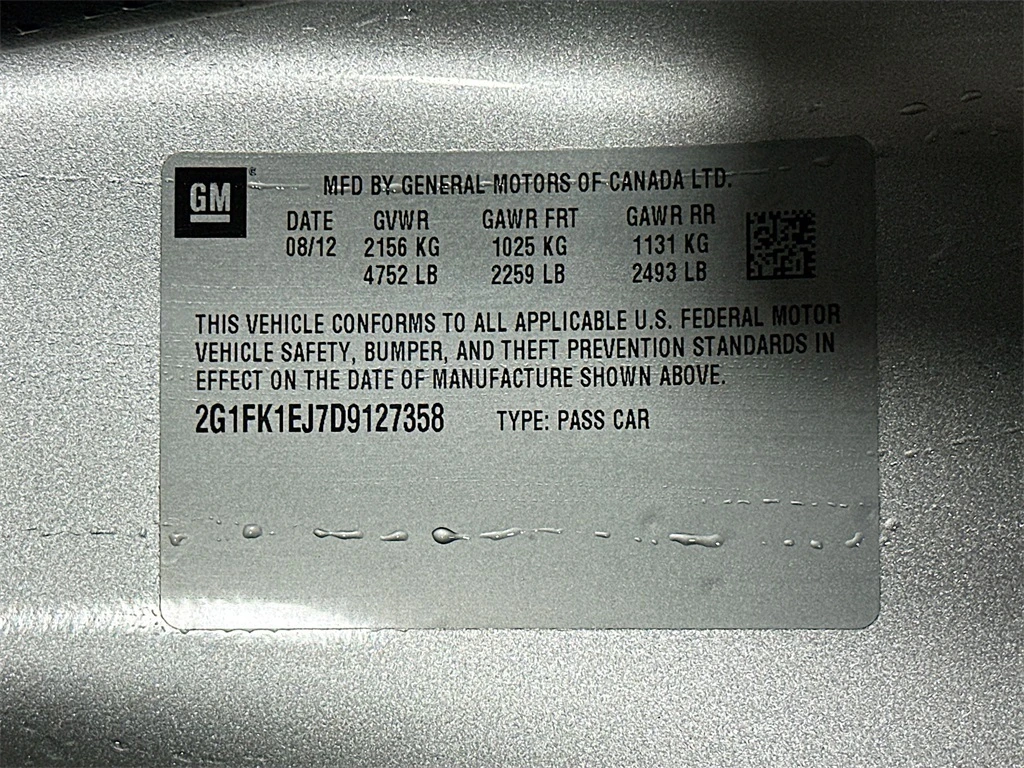 GM®
MFD BY GENERAL MOTORS OF CANADA LTD.
DATE GVWR GAWR FRT GAWR RR
08/12 2156 KG 1025 KG 1131 KG
4752 LB 2259 LB 2493 LB
THIS VEHICLE CONFORMS TO ALL APPLICABLE U.S. FEDERAL MOTOR
VEHICLE SAFETY, BUMPER, AND THEFT PREVENTION STANDARDS IN
EFFECT ON THE DATE OF MANUFACTURE SHOWN ABOVE.
2G1FK1EJ7D9127358 TYPE: PASS CAR